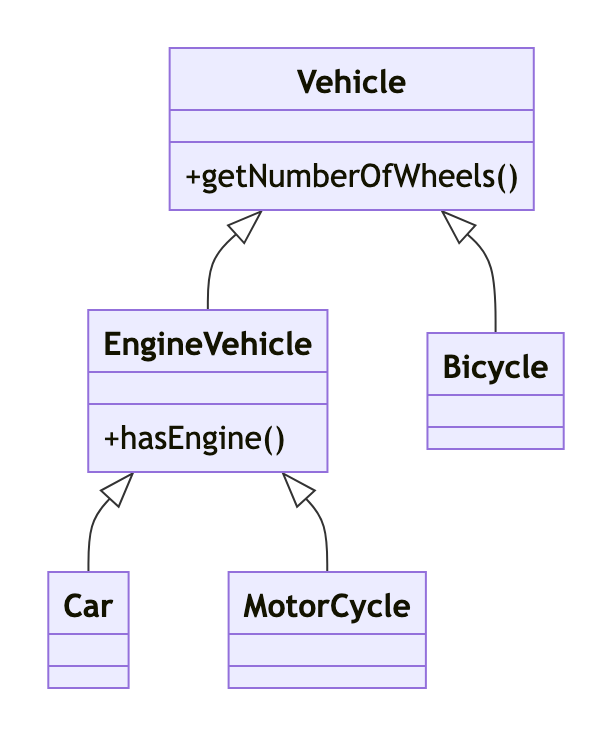 Vehicle
+getNumberOfWheels()
EngineVehicle
+hasEngine()
Bicycle
Car
MotorCycle